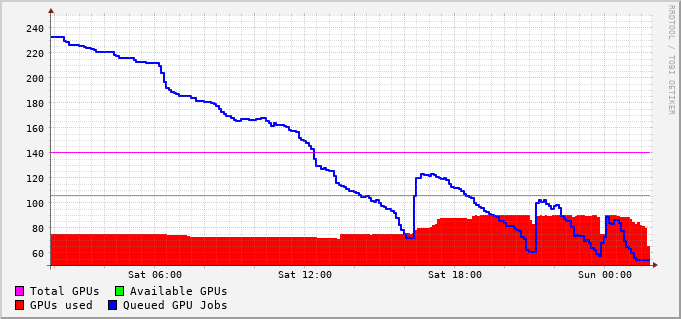 RRDTOOL / TOBI OETIKER
240
220
200
180
160
140
120
100
80
60
Sat 06:00 Sat 12:00 Sat 18:00 Sun 00:00
Total GPUs Available GPUs
GPUs used Queued GPU Jobs